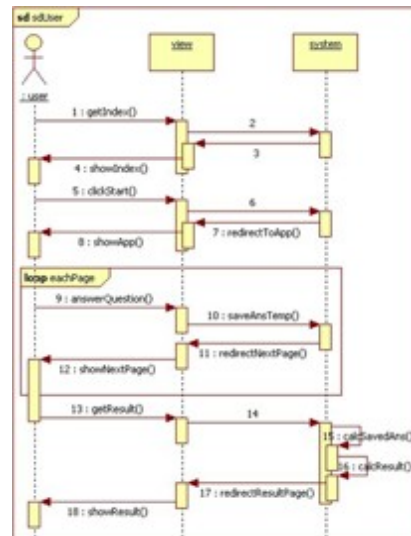 sd sdUser
view
system
: user
1 : getIndex()
2
3
4 : showIndex()
5 : clickStart()
6
7 : redirectToApp()
8 : showApp()
loop eachPage
9 : answerQuestion()
10 : saveAnsTemp()
11 : redirectNextPage()
12 : showNextPage()
13 : getResult()
14
15 : calcSavedAns()
16 : calcResult()
17 : redirectResultPage()
18 : showResult()